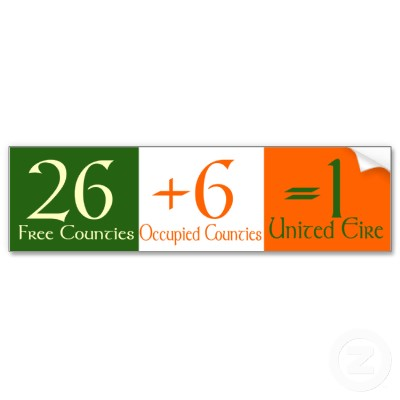 26 +6 =1
Free Counties Occupied Counties United Eire
Z